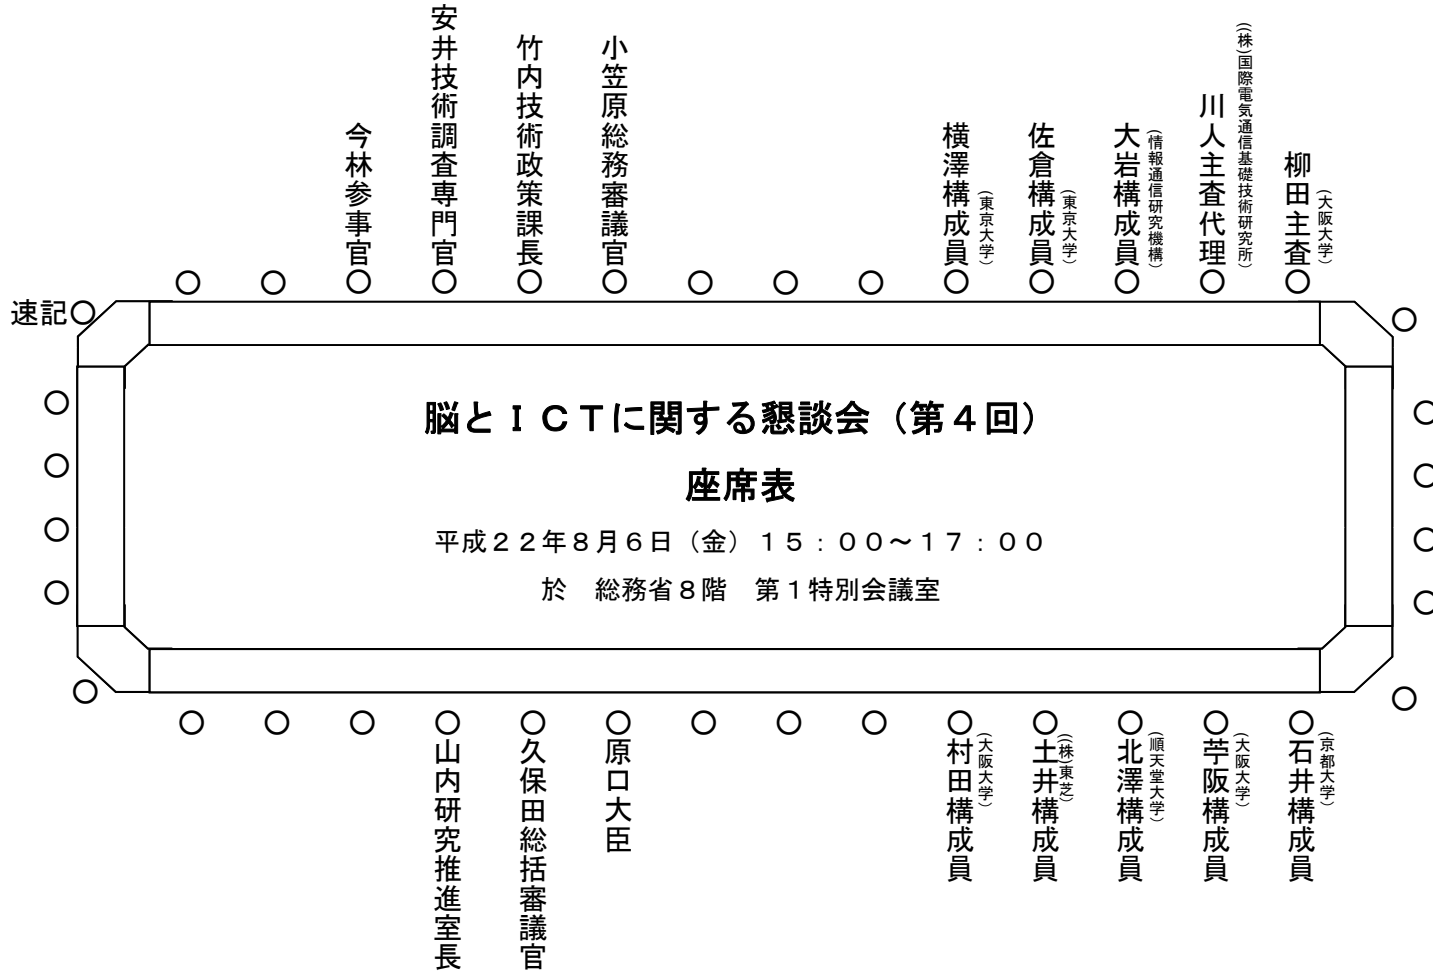 安井技術調査専門官
竹内技術政策課長
小笠原総務審議官
今林参事官
横澤構成員
(東京大学)
佐倉構成員
(東京大学)
大岩構成員
(情報通信研究機構)
川人主査代理
((株)国際電気通信基礎技術研究所)
柳田主査
(大阪大学)
速記
脳とＩＣＴに関する懇談会（第４回）
座席表
平成２２年８月６日（金）１５：００～１７：００
於　総務省８階　第１特別会議室
山内研究推進室長
久保田総括審議官
原口大臣
村田構成員
(大阪大学)
土井構成員
((株)東芝)
北澤構成員
(順天堂大学)
苧阪構成員
(大阪大学)
石井構成員
(京都大学)